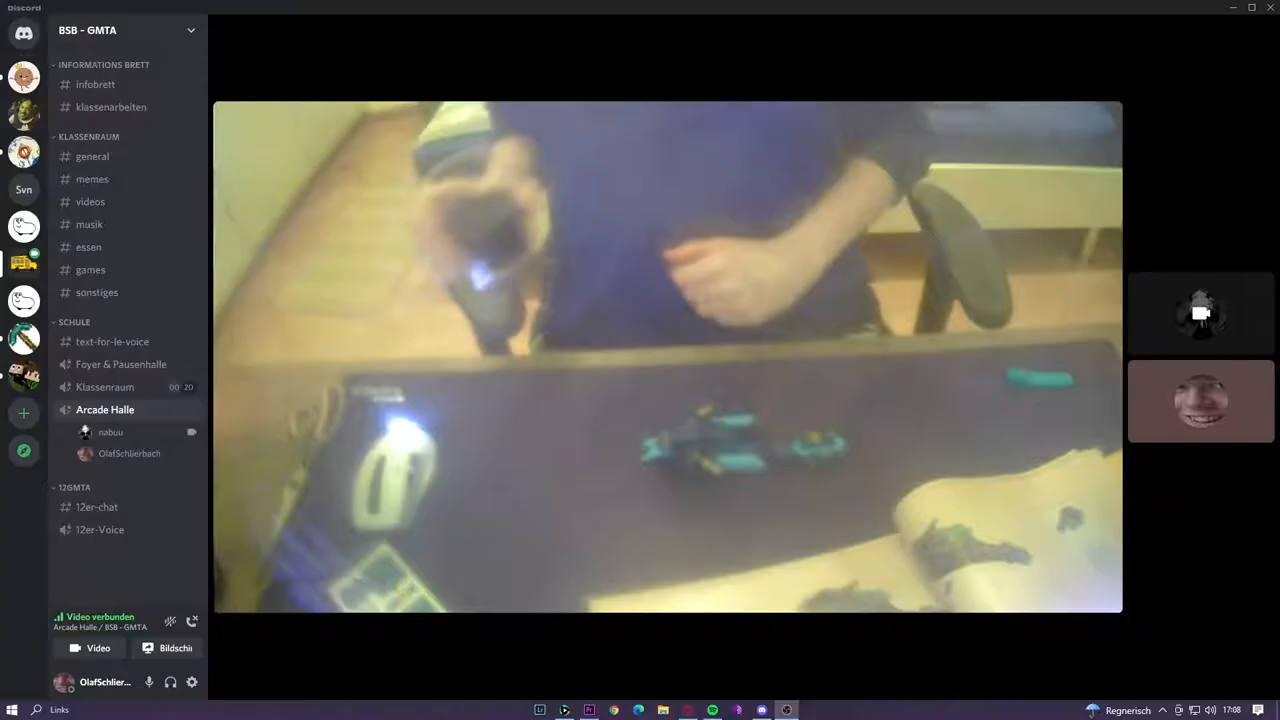 Discord
BSB - GMTA
INFORMATIONS BRETT
infobrett
klassenarbeiten
KLASSENRAUM
general
memes
videos
Svn
musik
essen
games
sonstiges
SCHULE
text-for-le-voice
Foyer & Pausenhalle
Klassenraum 00 20
Arcade Halle
nabuu
OlafSchlierbach
12GMTA
12er-chat
12er-Voice
Video verbunden
Arcade Halle / BSB - GMTA
Video Bildschi
OlafSchlier...
Links Regnerisch 17:08